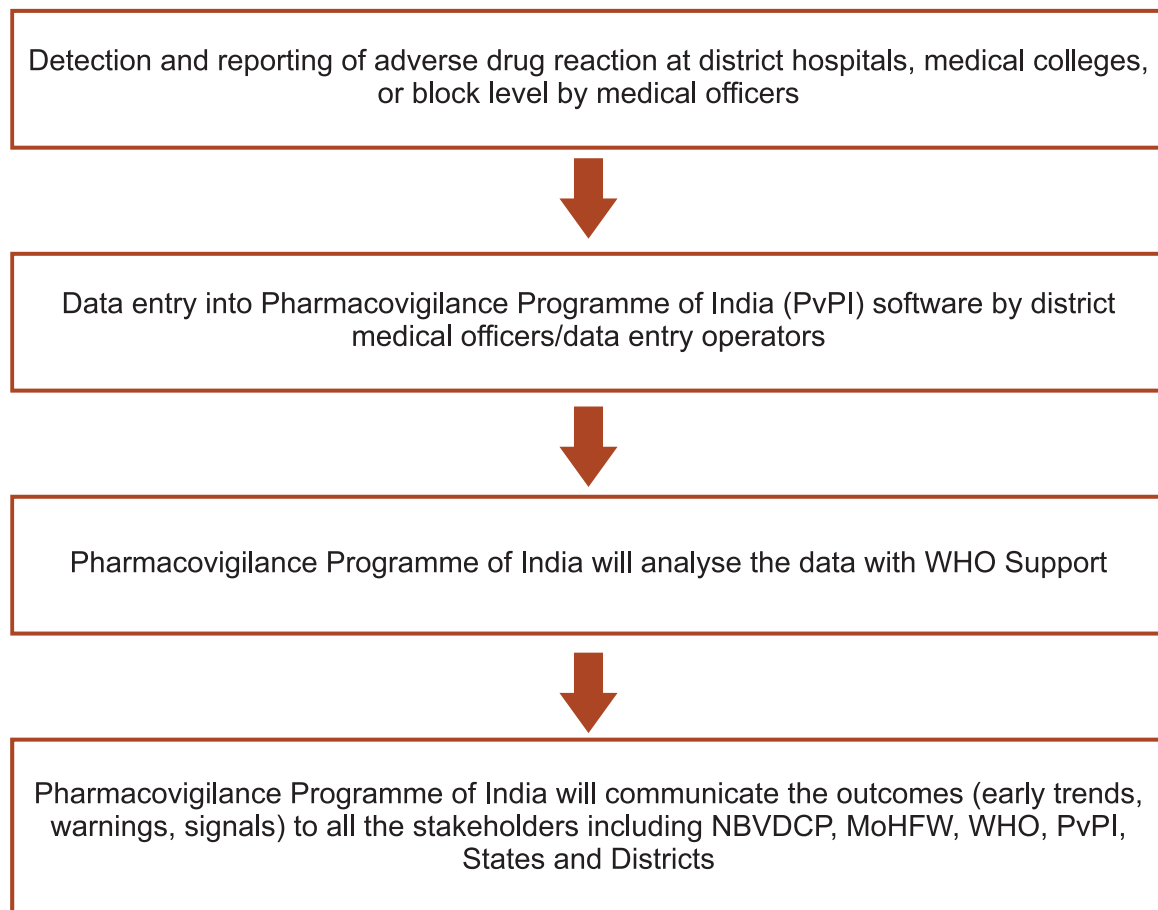 Detection and reporting of adverse drug reaction at district hospitals, medical colleges,
or block level by medical officers
Data entry into Pharmacovigilance Programme of India (PvPI) software by district
medical officers/data entry operators
Pharmacovigilance Programme of India will analyse the data with WHO Support
Pharmacovigilance Programme of India will communicate the outcomes (early trends,
warnings, signals) to all the stakeholders including NBVDCP, MoHFW, WHO, PvPI,
States and Districts